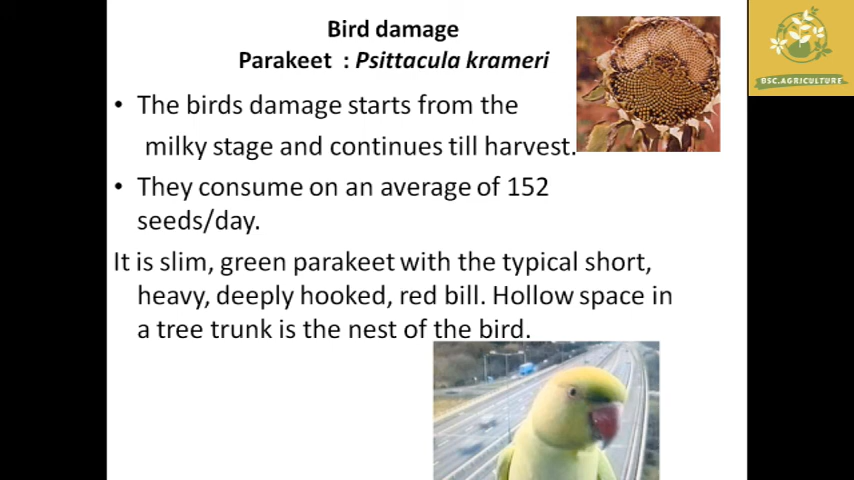 Bird damage
Parakeet : Psittacula krameri
• The birds damage starts from the
milky stage and continues till harvest.
• They consume on an average of 152
seeds/day.
It is slim, green parakeet with the typical short,
heavy, deeply hooked, red bill. Hollow space in
a tree trunk is the nest of the bird.
BSC.AGRICULTURE